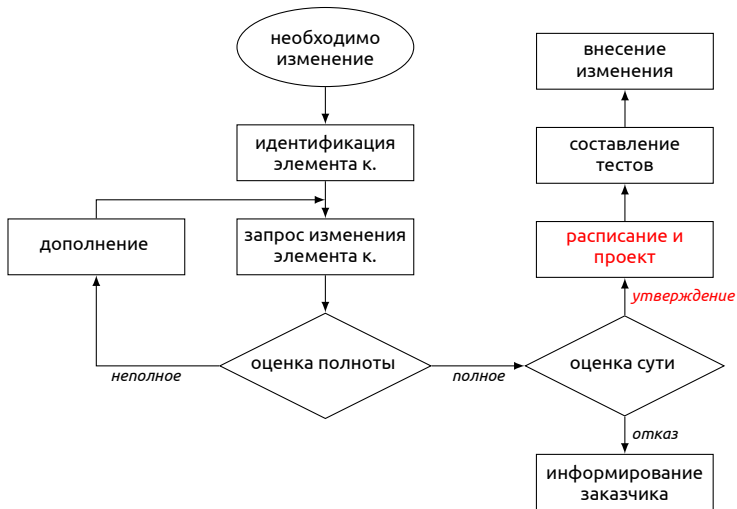 необходимо
изменение
внесение
изменения
идентификация
элемента к.
составление
тестов
дополнение
запрос изменения
элемента к.
расписание и
проект
утверждение
оценка полноты
оценка сути
неполное
полное
отказ
информирование
заказчика